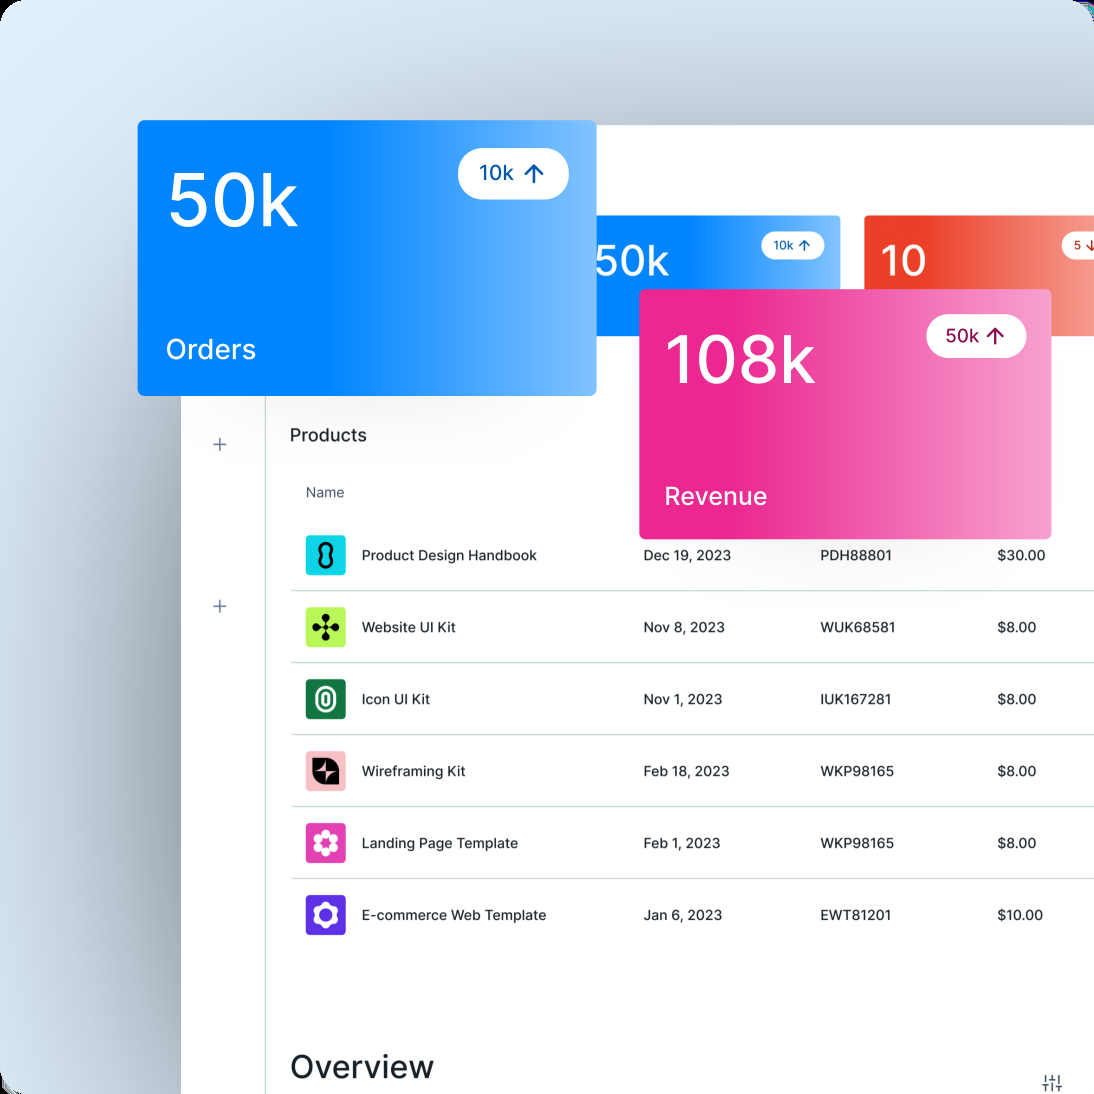 50k
10k
Orders
50k
10k
10
5
108k
50k
Revenue
Products
Name
Product Design Handbook Dec 19, 2023 PDH88801 $30.00
Website UI Kit Nov 8, 2023 WUK68581 $8.00
Icon UI Kit Nov 1, 2023 IUK167281 $8.00
Wireframing Kit Feb 18, 2023 WKP98165 $8.00
Landing Page Template Feb 1, 2023 WKP98165 $8.00
E-commerce Web Template Jan 6, 2023 EWT81201 $10.00
Overview